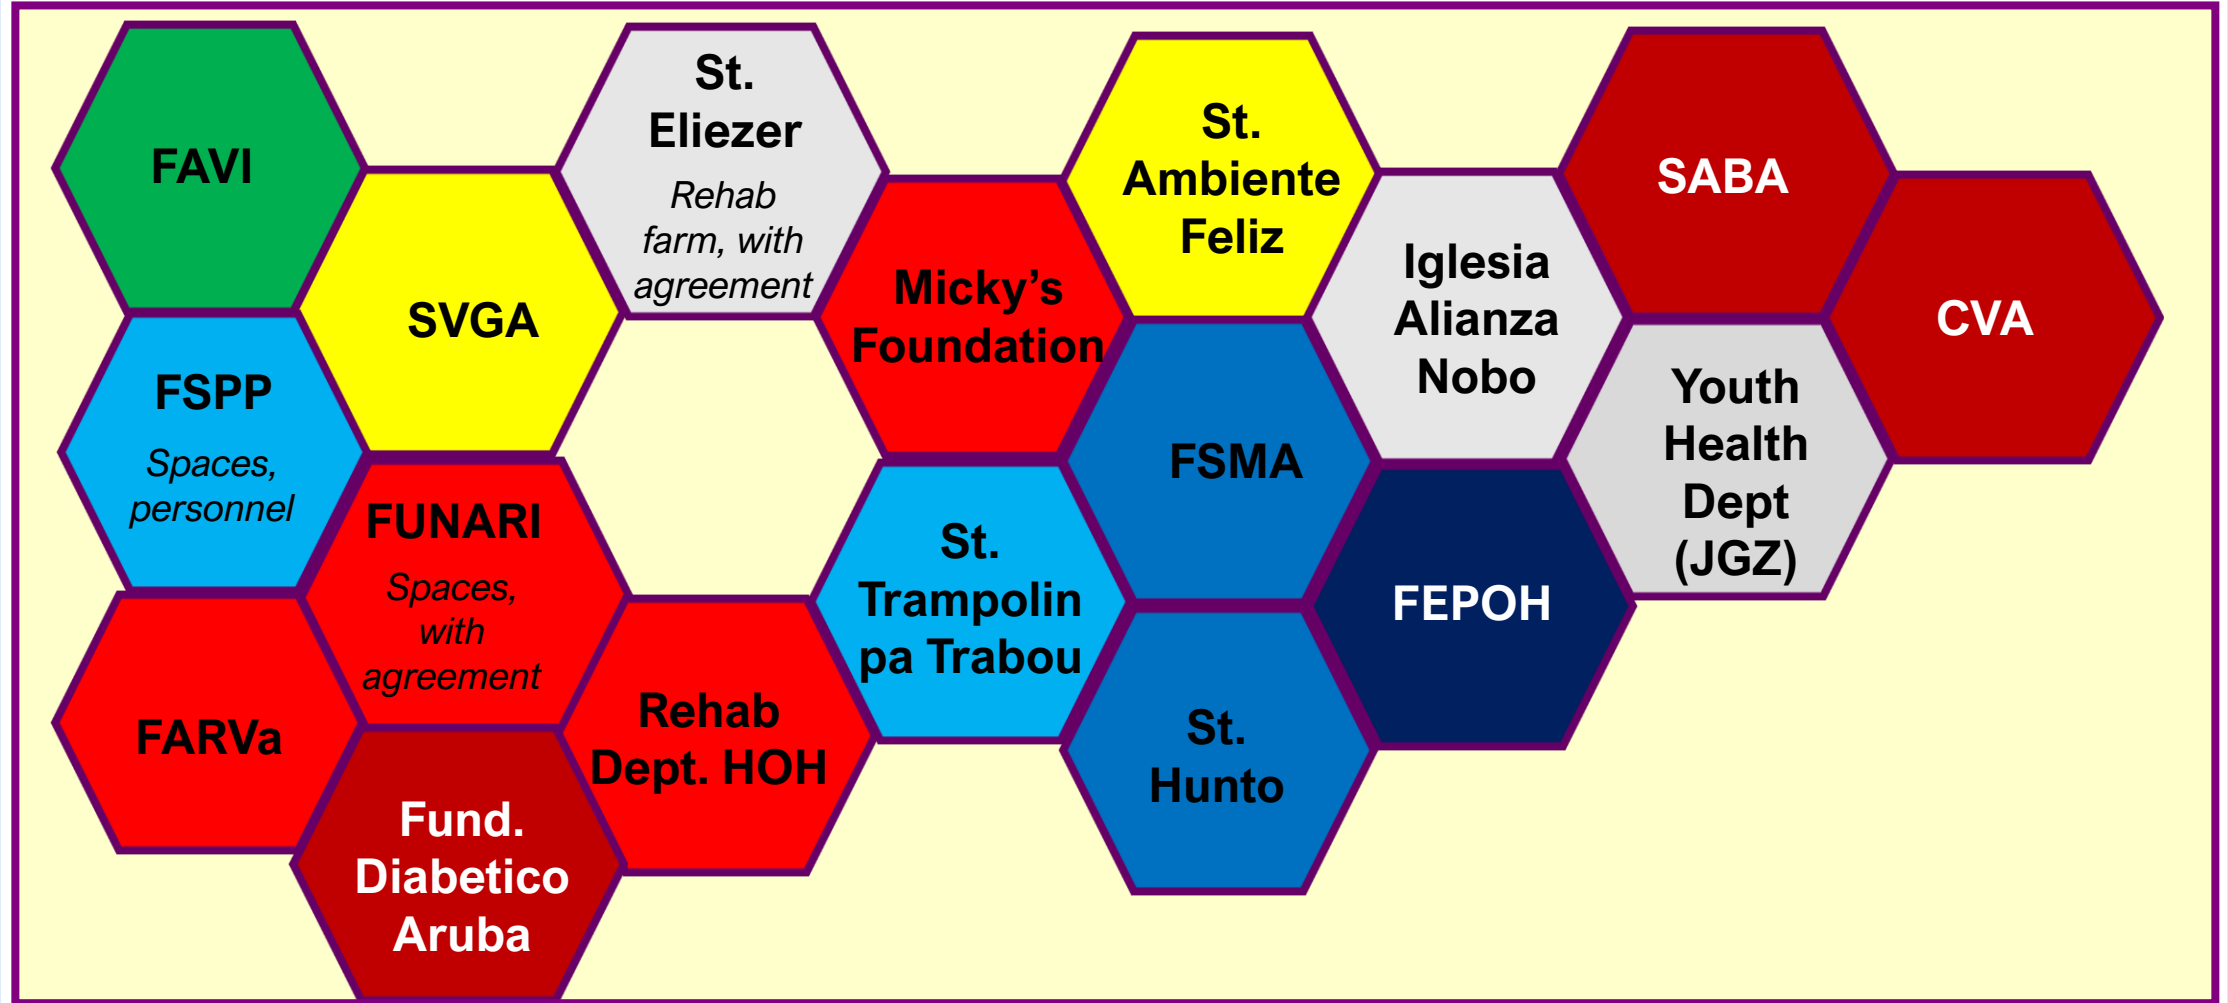 FAVI
St.
Eliezer
Rehab
farm, with
agreement
St.
Ambiente
Feliz
SABA
SVGA
Micky’s
Foundation
Iglesia
Alianza
Nobo
CVA
FSPP
Spaces,
personnel
FSMA
Youth
Health
Dept
(JGZ)
FUNARI
Spaces,
with
agreement
St.
Trampolin
pa Trabou
FEPOH
FARVa
Rehab
Dept. HOH
St.
Hunto
Fund.
Diabetico
Aruba